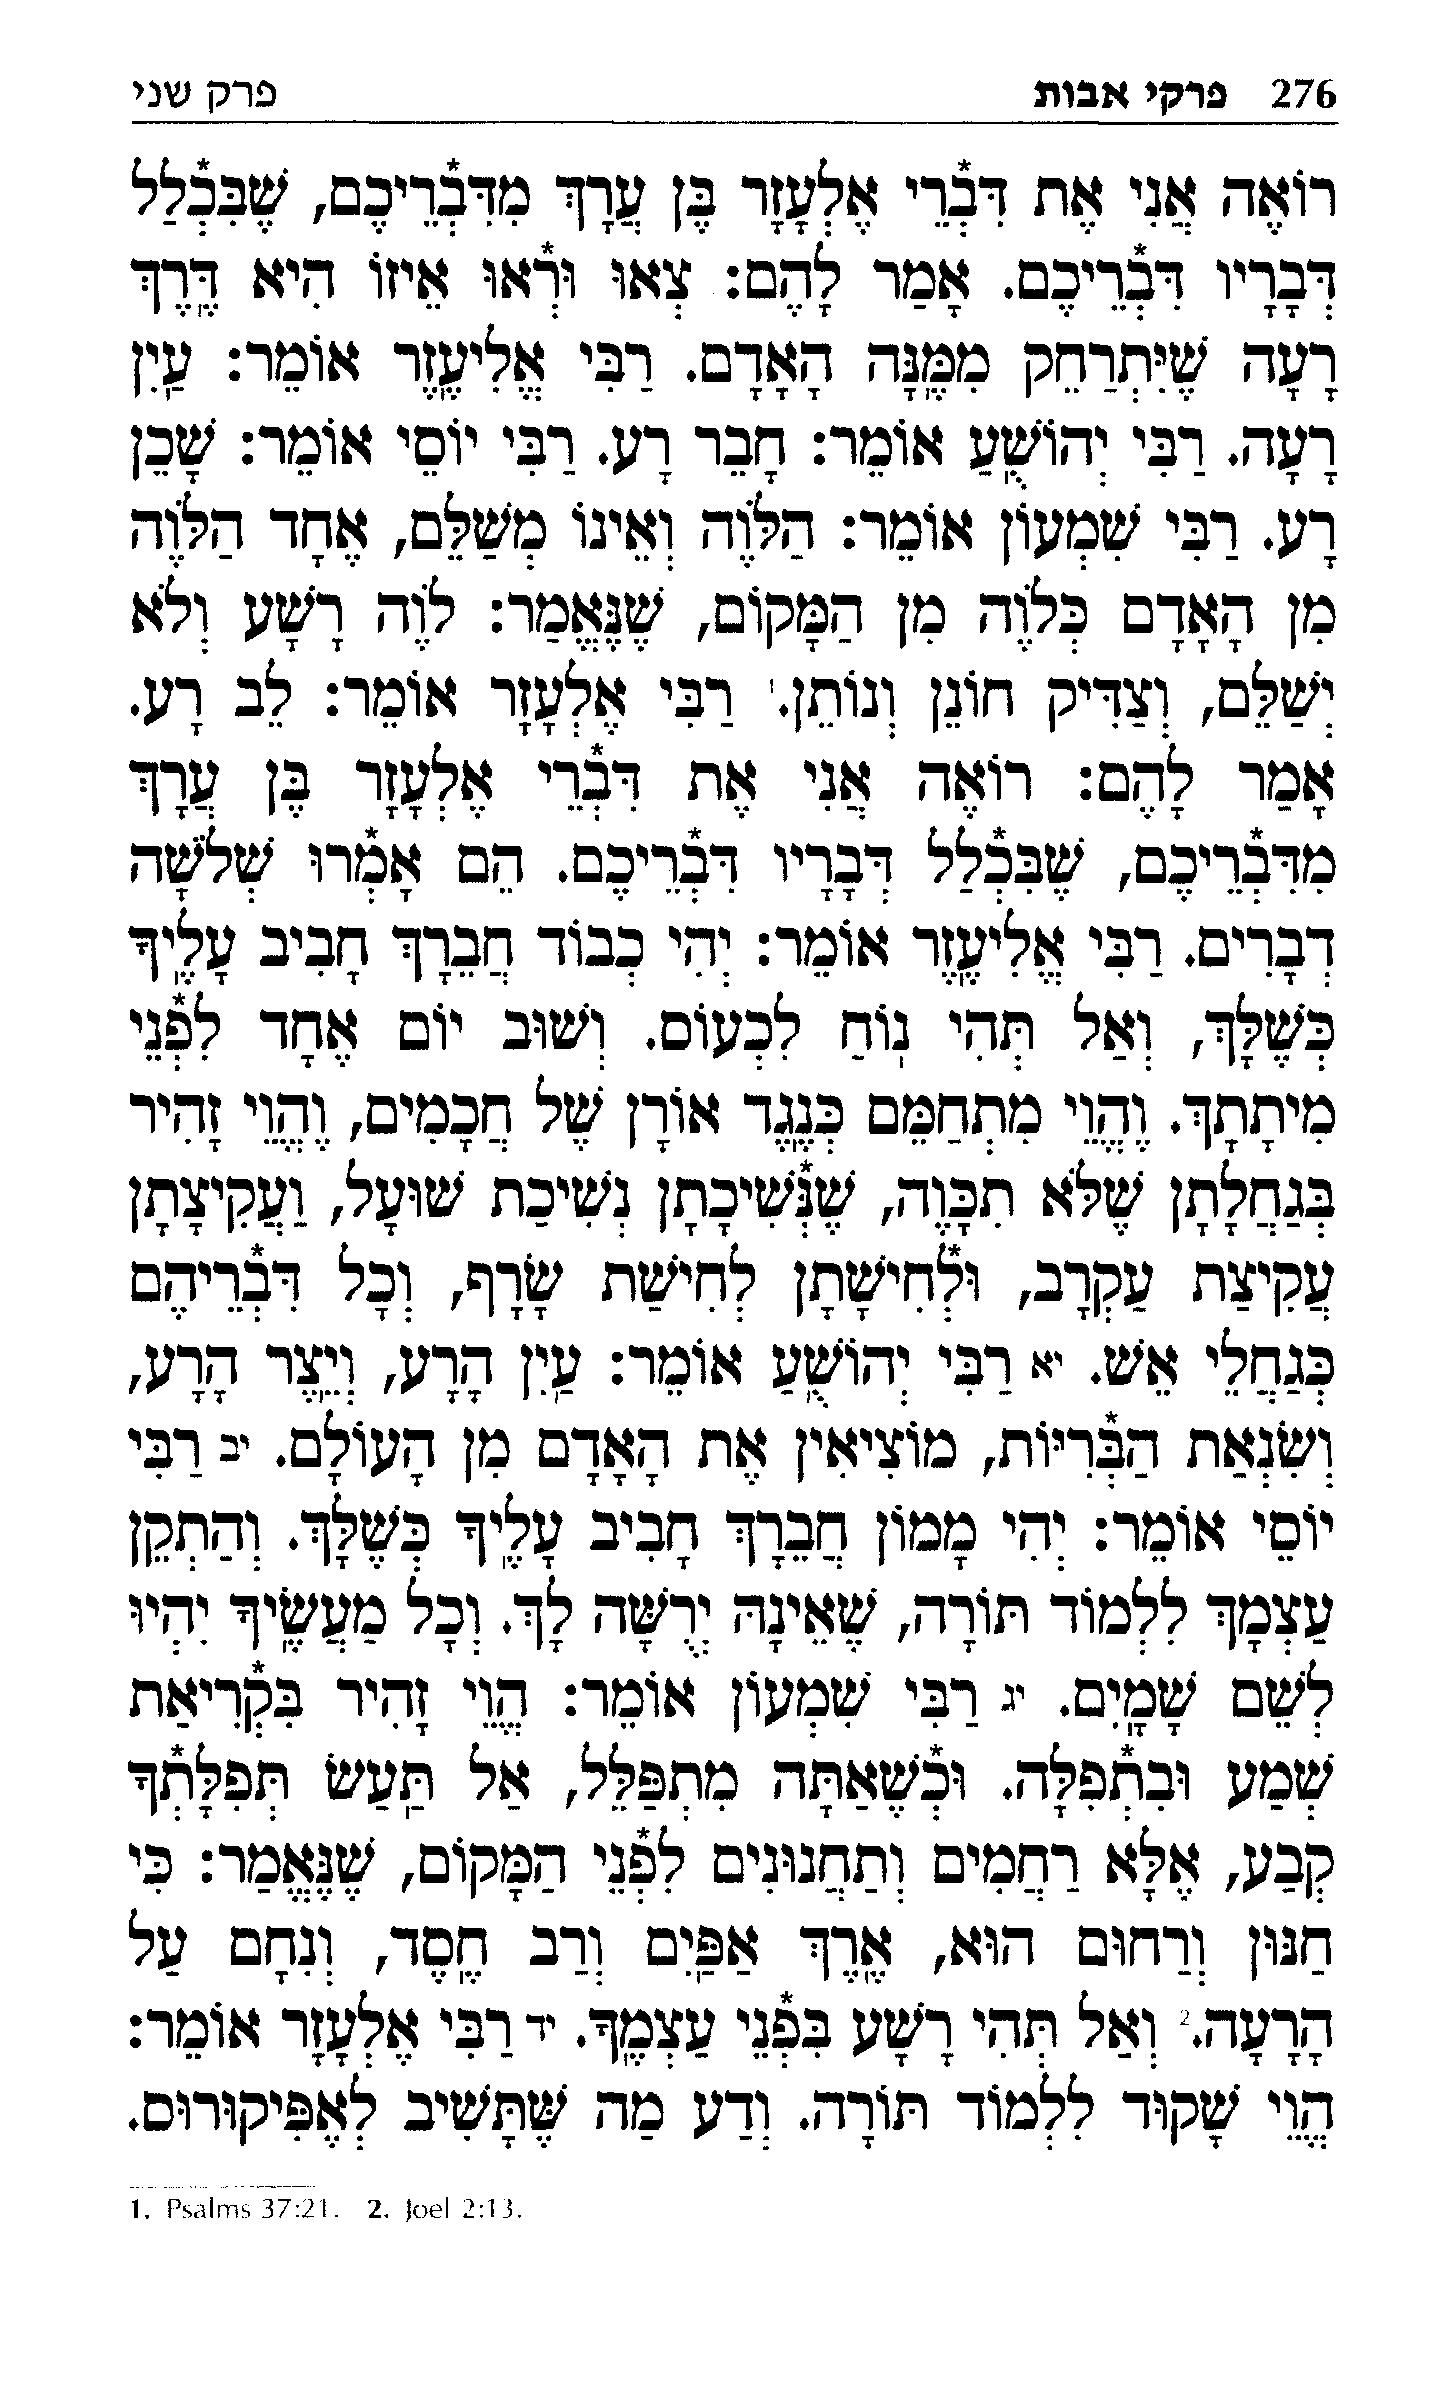 276 פרקי אבות פרק שני
רוֹאֶה אֲנִי אֶת דִּבְֿרֵי אֶלְעָזָר בֶּן עֲרָךְ מִדִּבְֿרֵיכֶם, שֶׁבִּכְֿלַל
דְּבָרָיו דִּבְֿרֵיכֶם. אָמַר לָהֶם: צְאוּ וּרְֿאוּ אֵיזוֹ הִיא דֶּרֶךְ
רָעָה שֶׁיִּתְרַחֵק מִמֶּנָּה הָאָדָם. רַבִּי אֱלִיעֶזֶר אוֹמֵר: עַיִן
רָעָה. רַבִּי יְהוֹשֻׁעַ אוֹמֵר: חָבֵר רָע. רַבִּי יוֹסֵי אוֹמֵר: שָׁכֵן
רָע. רַבִּי שִׁמְעוֹן אוֹמֵר: הַלֹּוֶה וְאֵינוֹ מְשַׁלֵּם, אֶחָד הַלֹּוֶה
מִן הָאָדָם כְּלֹוֶה מִן הַמָּקוֹם, שֶׁנֶּאֱמַר: לֹוֶה רָשָׁע וְלֹא
יְשַׁלֵּם, וְצַדִּיק חוֹנֵן וְנוֹתֵן.1 רַבִּי אֶלְעָזָר אוֹמֵר: לֵב רָע.
אָמַר לָהֶם: רוֹאֶה אֲנִי אֶת דִּבְֿרֵי אֶלְעָזָר בֶּן עֲרָךְ
מִדִּבְֿרֵיכֶם, שֶׁבִּכְֿלַל דְּבָרָיו דִּבְֿרֵיכֶם. הֵם אָמְֿרוּ שְׁלֹשָׁה
דְבָרִים. רַבִּי אֱלִיעֶזֶר אוֹמֵר: יְהִי כְבוֹד חֲבֵרָךְ חָבִיב עָלֶיךָ
כְּשֶׁלָּךְ, וְאַל תְּהִי נוֹחַ לִכְעוֹס. וְשׁוּב יוֹם אֶחָד לִפְֿנֵי
מִיתָתָךְ. וֶהֱוֵי מִתְחַמֵּם כְּנֶגֶד אוֹרָן שֶׁל חֲכָמִים, וֶהֱוֵי זָהִיר
בְּגַחֲלָתָן שֶׁלֹּא תִכָּוֶה, שֶׁנְּֿשִׁיכָתָן נְשִׁיכַת שׁוּעָל, וַעֲקִיצָתָן
עֲקִיצַת עַקְרָב, וּלְֿחִישָׁתָן לְחִישַׁת שָׂרָף, וְכָל דִּבְֿרֵיהֶם
כְּגַחֲלֵי אֵשׁ. יא רַבִּי יְהוֹשֻׁעַ אוֹמֵר: עַיִן הָרָע, וְיֵצֶר הָרָע,
וְשִׂנְאַת הַבְּֿרִיּוֹת, מוֹצִיאִין אֶת הָאָדָם מִן הָעוֹלָם. יב רַבִּי
יוֹסֵי אוֹמֵר: יְהִי מָמוֹן חֲבֵרָךְ חָבִיב עָלֶיךָ כְּשֶׁלָּךְ. וְהַתְקֵן
עַצְמָךְ לִלְמוֹד תּוֹרָה, שֶׁאֵינָהּ יְרֻשָּׁה לָךְ. וְכָל מַעֲשֶׂיךָ יִהְיוּ
לְשֵׁם שָׁמָיִם. יג רַבִּי שִׁמְעוֹן אוֹמֵר: הֱוֵי זָהִיר בִּקְֿרִיאַת
שְׁמַע וּבִתְֿפִלָּה. וּכְֿשֶׁאַתָּה מִתְפַּלֵּל, אַל תַּעַשׂ תְּפִלָּתְֿךָ
קְבַע, אֶלָּא רַחֲמִים וְתַחֲנוּנִים לִפְֿנֵי הַמָּקוֹם, שֶׁנֶּאֱמַר: כִּי
חַנּוּן וְרַחוּם הוּא, אֶרֶךְ אַפַּיִם וְרַב חֶסֶד, וְנִחָם עַל
הָרָעָה.2 וְאַל תְּהִי רָשָׁע בִּפְֿנֵי עַצְמֶךָ. יד רַבִּי אֶלְעָזָר אוֹמֵר:
הֱוֵי שָׁקוּד לִלְמוֹד תּוֹרָה. וְדַע מַה שֶּׁתָּשִׁיב לְאֶפִּיקוּרוּס.
1. Psalms 37:21. 2. Joel 2:13.